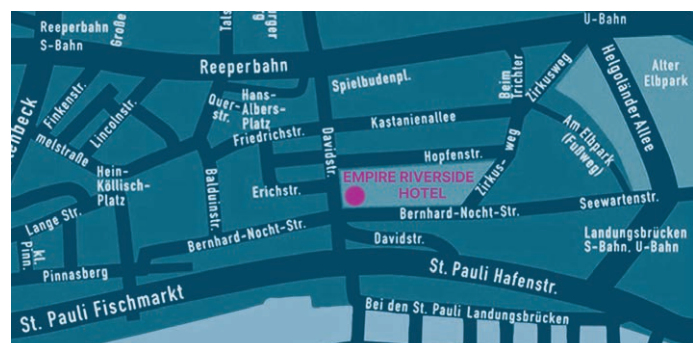 Reeperbahn
S-Bahn
Große
Tals
urger
U-Bahn
Reeperbahn
Spielbudenpl.
Beim
Trichter
Zirkusweg
Helgoländer Allee
Alter
Elbpark
Finkenstr.
Lincolnstr.
Quer-
str.
Hans-
Albers-
Platz
Friedrichstr.
Davidstr.
Kastanienallee
Am Elbpark
(Fußweg)
melstraße
Hein-
Köllisch-
Platz
Balduinstr.
Erichstr.
Hopfenstr.
Zirkus-
weg
EMPIRE RIVERSIDE
HOTEL
Lange Str.
kl.
Pinn.
Bernhard-Nocht-Str.
Bernhard-Nocht-Str.
Seewartenstr.
Davidstr.
Landungsbrücken
S-Bahn. U-Bahn
Pinnasberg
St. Pauli Fischmarkt
St. Pauli Hafenstr.
Bei den St. Pauli Landungsbrücken